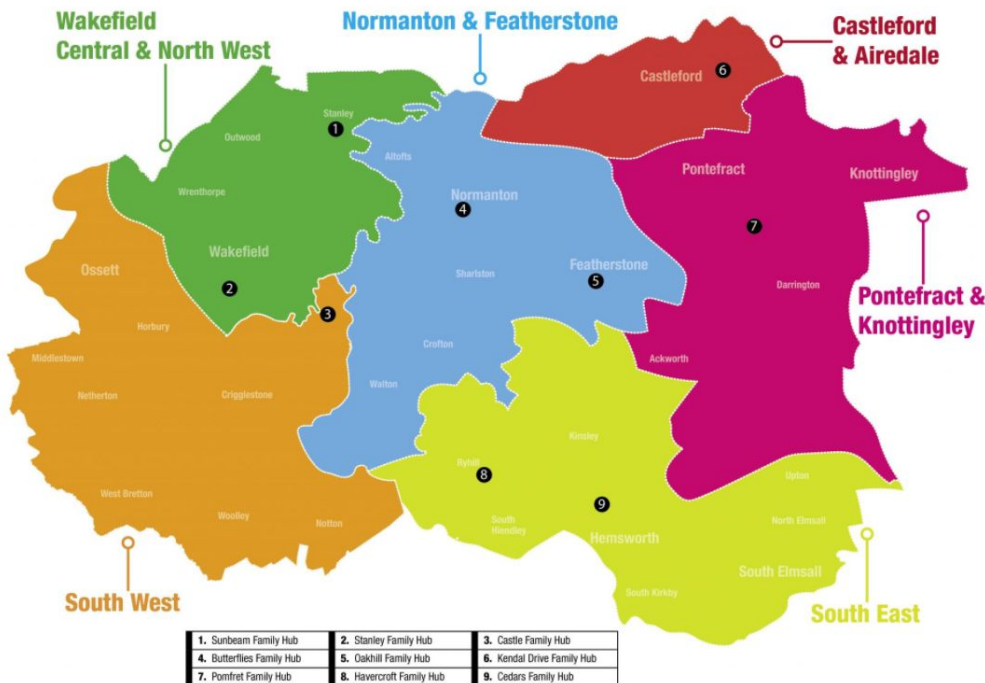 Wakefield
Central & North West
Normanton & Featherstone
Castleford
& Airedale
Castleford
6
Stanley
1
Outwood
Altofts
Pontefract
Knottingley
Wrenthorpe
Normanton
4
7
Wakefield
Ossett
Sharlston
Featherstone
5
2
Darrington
Pontefract &
Knottingley
3
Horbury
Crofton
Middlestown
Ackworth
Walton
Netherton
Crigglestone
Kinsley
Ryhill
8
Upton
West Bretton
9
Woolley
Notton
South
Hiendley
North Elmsall
Hemsworth
South Elmsall
South Kirkby
South West
South East
1. Sunbeam Family Hub
2. Stanley Family Hub
3. Castle Family Hub
4. Butterflies Family Hub
5. Oakhill Family Hub
6. Kendal Drive Family Hub
7. Pomfret Family Hub
8. Havercroft Family Hub
9. Cedars Family Hub